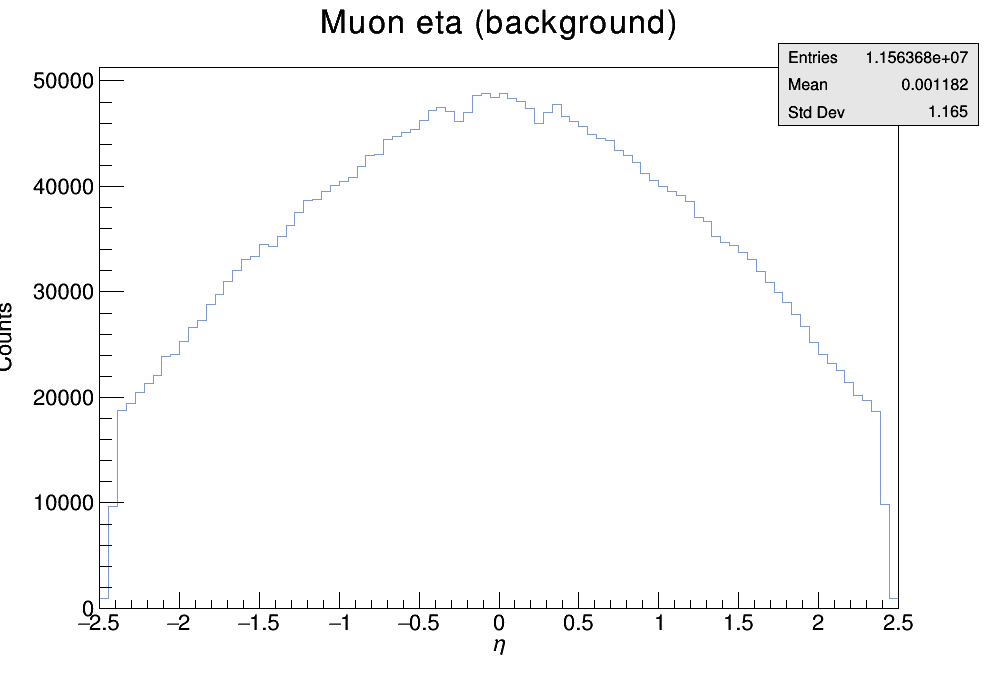 Muon eta (background)
Entries 1.156368e+07
Mean 0.001182
Std Dev 1.165
50000
40000
30000
20000
10000
0
Counts
−2.5 −2 −1.5 −1 −0.5 0 0.5 1 1.5 2 2.5
η